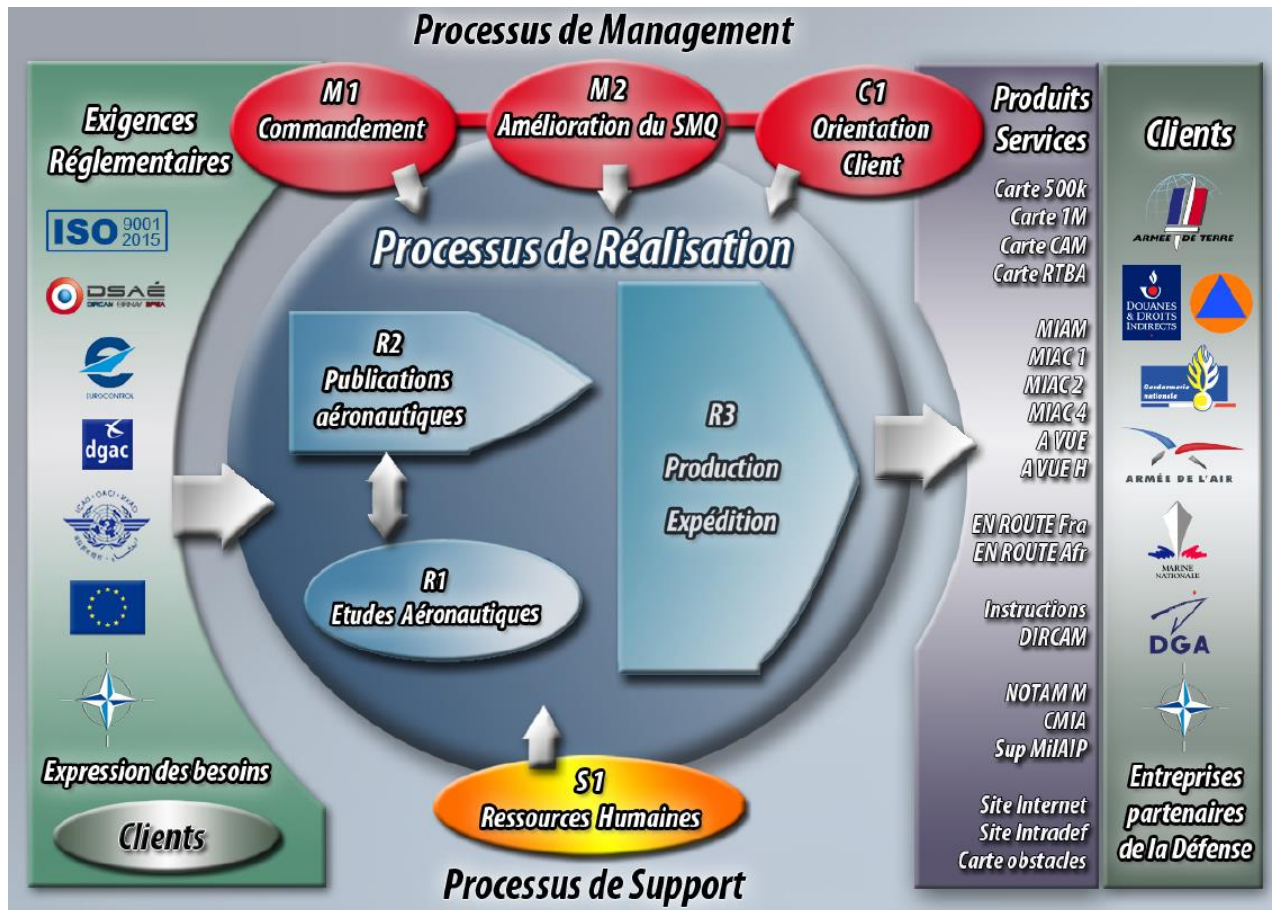 Processus de Management
M1
Commandement
M2
Amélioration du SMQ
C1
Orientation
Client
Exigences
Réglementaires
ISO 9001
2015
DSAÉ
DIRCAM
EUROCONTROL
dgac
ICAO · OACI
Expression des besoins
Clients
Processus de Réalisation
R2
Publications
aéronautiques
R1
Etudes Aéronautiques
R3
Production
Expédition
S1
Ressources Humaines
Processus de Support
Produits
Services
Carte 500k
Carte 1M
Carte CAM
Carte RTBA
MIAM
MIAC 1
MIAC 2
MIAC 4
A VUE
A VUE H
EN ROUTE Fra
EN ROUTE Afr
Instructions
DIRCAM
NOTAM M
CMIA
Sup MilAIP
Site Internet
Site Intradef
Carte obstacles
Clients
ARMÉE DE TERRE
DOUANES
& DROITS
INDIRECTS
Gendarmerie
nationale
ARMÉE DE L'AIR
MARINE
NATIONALE
DGA
Entreprises
partenaires
de la Défense